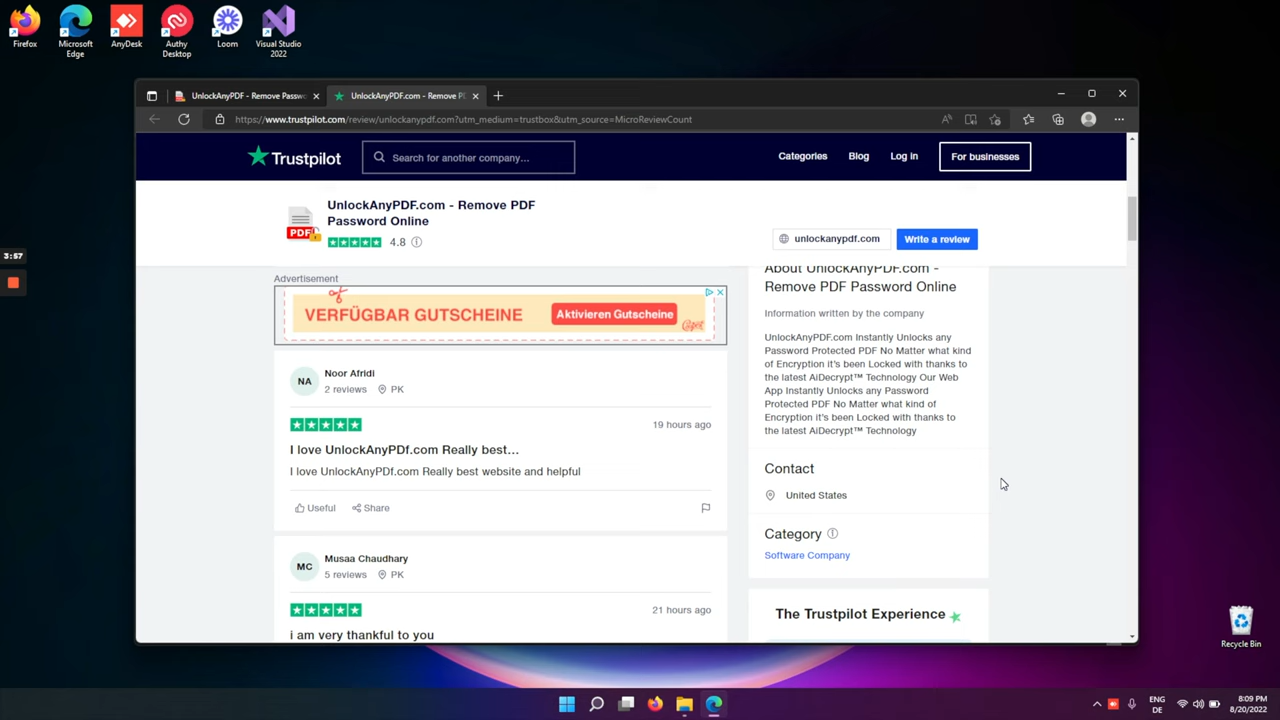 Firefox
Microsoft
Edge
AnyDesk
Authy
Desktop
Loom
Visual Studio
2022
UnlockAnyPDF - Remove Passwo
UnlockAnyPDF.com - Remove P
https://www.trustpilot.com/review/unlockanypdf.com?utm_medium=trustbox&utm_source=MicroReviewCount
Trustpilot
Search for another company...
Categories
Blog
Log in
For businesses
PDF
UnlockAnyPDF.com - Remove PDF
Password Online
4.8
unlockanypdf.com
Write a review
3:57
Advertisement
VERFÜGBAR GUTSCHEINE
Aktivieren Gutscheine
About UnlockAnyPDF.com -
Remove PDF Password Online
Information written by the company
UnlockAnyPDF.com Instantly Unlocks any
Password Protected PDF No Matter what kind
of Encryption it's been Locked with thanks to
the latest AiDecrypt™ Technology Our Web
App Instantly Unlocks any Password
Protected PDF No Matter what kind of
Encryption it's been Locked with thanks to
the latest AiDecrypt™ Technology
Contact
United States
Category
Software Company
The Trustpilot Experience
NA
Noor Afridi
2 reviews
PK
19 hours ago
I love UnlockAnyPDf.com Really best...
I love UnlockAnyPDf.com Really best website and helpful
Useful
Share
MC
Musaa Chaudhary
5 reviews
PK
21 hours ago
i am very thankful to you
Recycle Bin
ENG
DE
8:09 PM
8/20/2022